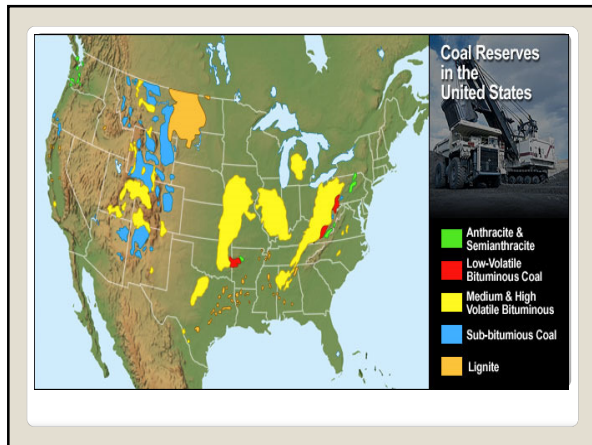 Coal Reserves
in the
United States
Anthracite &
Semianthracite
Low-Volatile
Bituminous Coal
Medium & High
Volatile Bituminous
Sub-bitumious Coal
Lignite